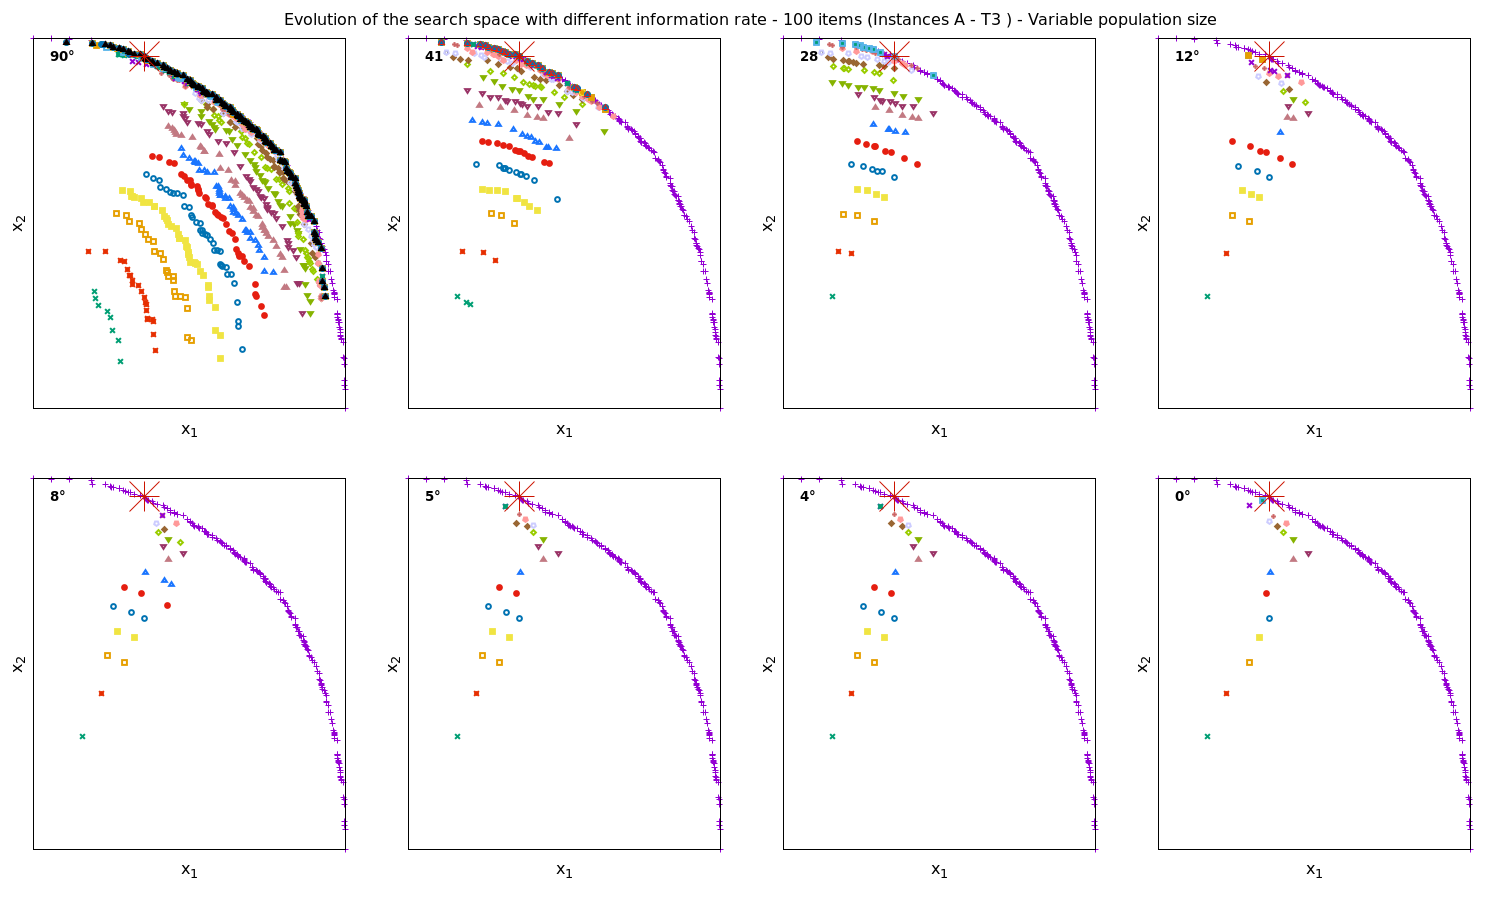 Evolution of the search space with different information rate - 100 items (Instances A - T3 ) - Variable population size
90°
41
28
12°
x2
x2
x2
x2
x1
x1
x1
x1
8°
5°
4°
0°
x2
x2
x2
x2
x1
x1
x1
x1